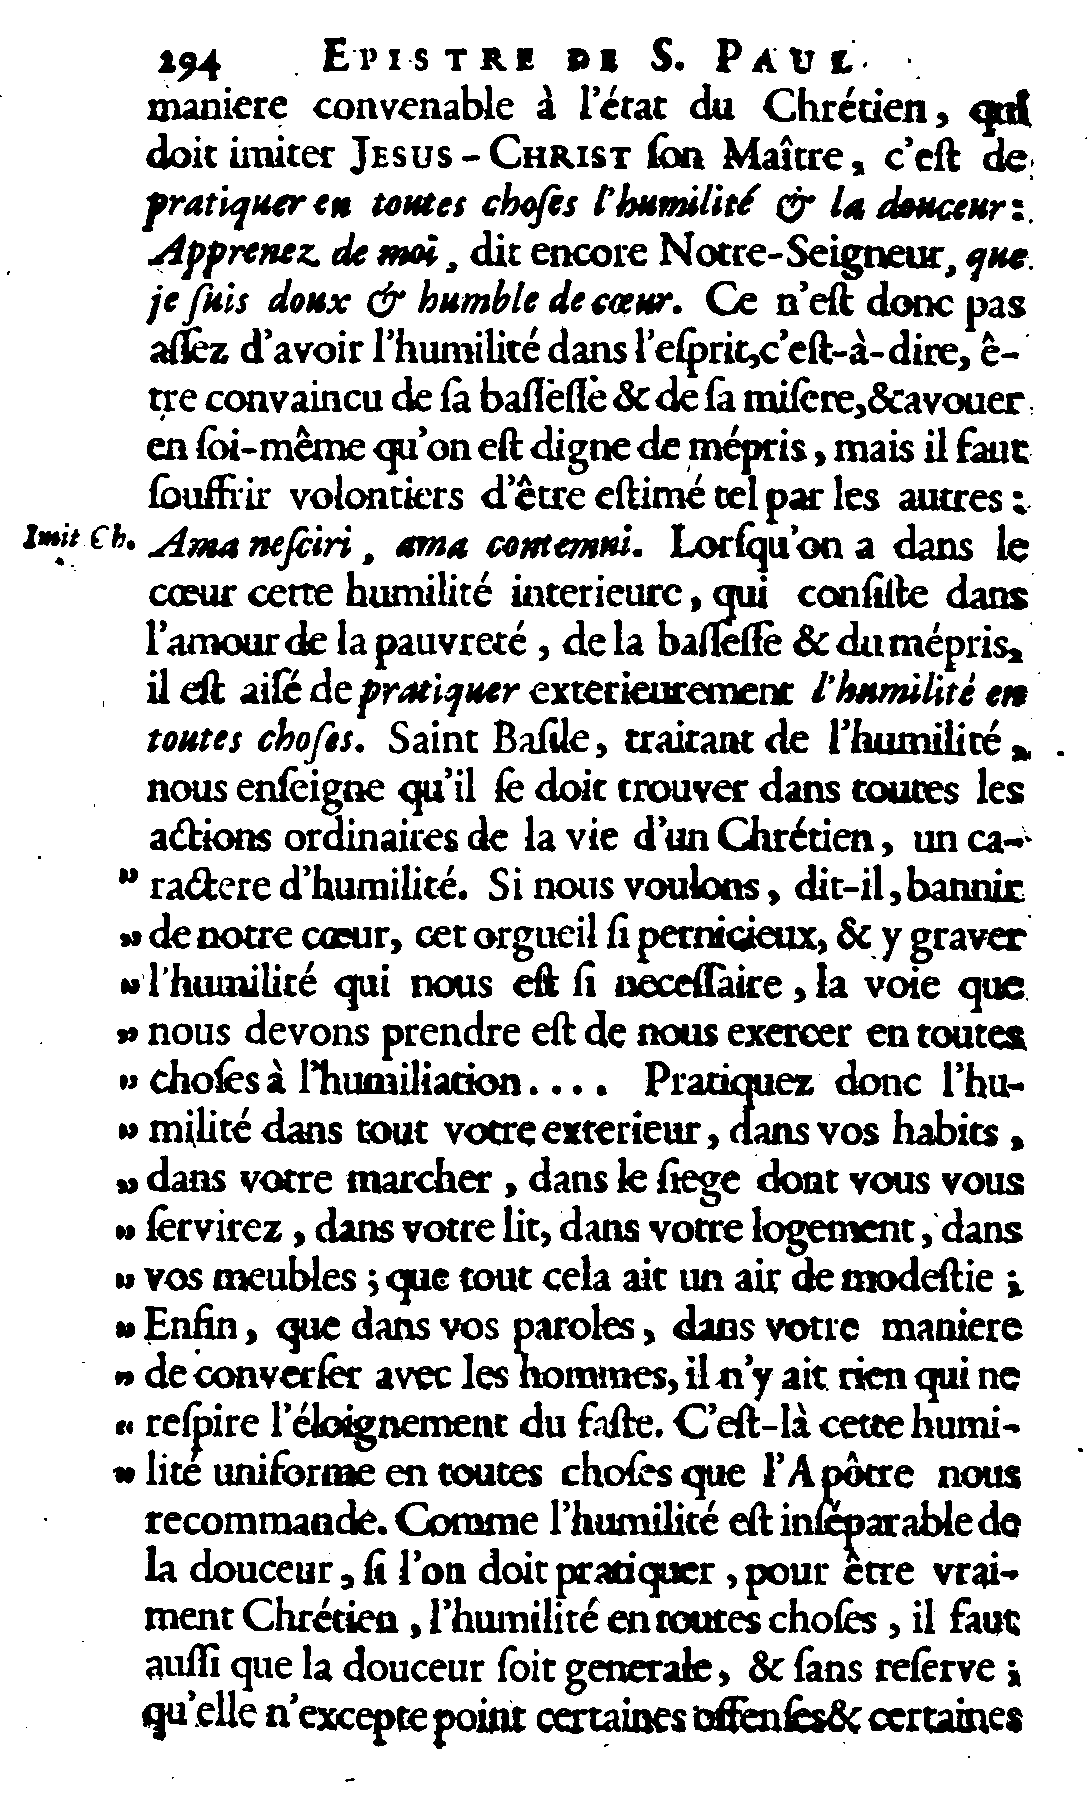 294 EPISTRE DE S. PAUL.
maniere convenable à l'état du Chrétien, qui
doit imiter JESUS-CHRIST ſon Maître, c'eſt de
pratiquer en toutes choſes l'humilité & la douceur :
Apprenez de moi, dit encore Notre-Seigneur, que
je ſuis doux & humble de cœur. Ce n'eſt donc pas
aſſez d'avoir l'humilité dans l'eſprit, c'eſt-à-dire, ê-
tre convaincu de ſa baſſeſſe & de ſa miſere, & avouer
en ſoi-même qu'on eſt digne de mépris, mais il faut
ſouffrir volontiers d'être eſtimé tel par les autres :
Imit Ch. Ama neſciri, ama contemni. Lorſqu'on a dans le
cœur cette humilité interieure, qui conſiſte dans
l'amour de la pauvreté, de la baſſeſſe & du mépris,
il eſt aiſé de pratiquer exterieurement l'humilité en
toutes choſes. Saint Baſile, traitant de l'humilité,
nous enſeigne qu'il ſe doit trouver dans toutes les
actions ordinaires de la vie d'un Chrétien, un ca-
" ractere d'humilité. Si nous voulons, dit-il, bannir
„ de notre cœur, cet orgueil ſi pernicieux, & y graver
„ l'humilité qui nous eſt ſi neceſſaire, la voie que
„ nous devons prendre eſt de nous exercer en toutes
„ choſes à l'humiliation.... Pratiquez donc l'hu-
„ milité dans tout votre exterieur, dans vos habits,
„ dans votre marcher, dans le ſiege dont vous vous
„ ſervirez, dans votre lit, dans votre logement, dans
„ vos meubles ; que tout cela ait un air de modeſtie ;
„ Enfin, que dans vos paroles, dans votre maniere
„ de converſer avec les hommes, il n'y ait rien qui ne
„ reſpire l'éloignement du faſte. C'eſt-là cette humi-
„ lité uniforme en toutes choſes que l'Apôtre nous
recommande. Comme l'humilité eſt inſéparable de
la douceur, ſi l'on doit pratiquer, pour être vrai-
ment Chrétien, l'humilité en toutes choſes, il faut
auſſi que la douceur ſoit generale, & ſans reſerve ;
qu'elle n'excepte point certaines offenſes & certaines